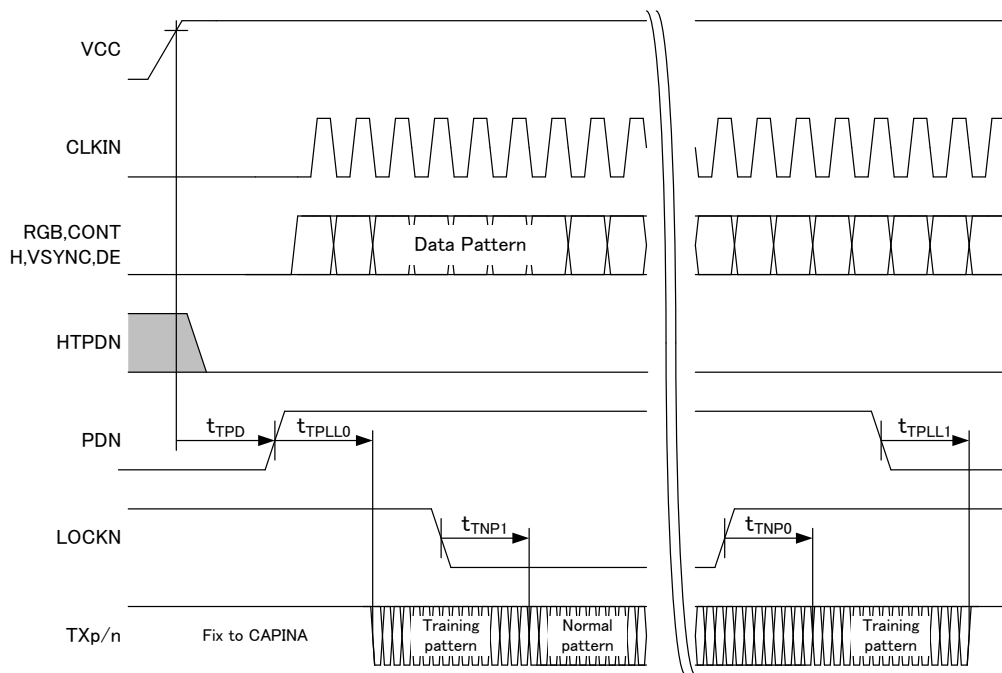 VCC
CLKIN
RGB,CONT
H,VSYNC,DE
Data Pattern
HTPDN
PDN
tTPD
tTPLL0
tTPLL1
LOCKN
tTNP1
tTNP0
TXp/n
Fix to CAPINA
Training
pattern
Normal
pattern
Training
pattern